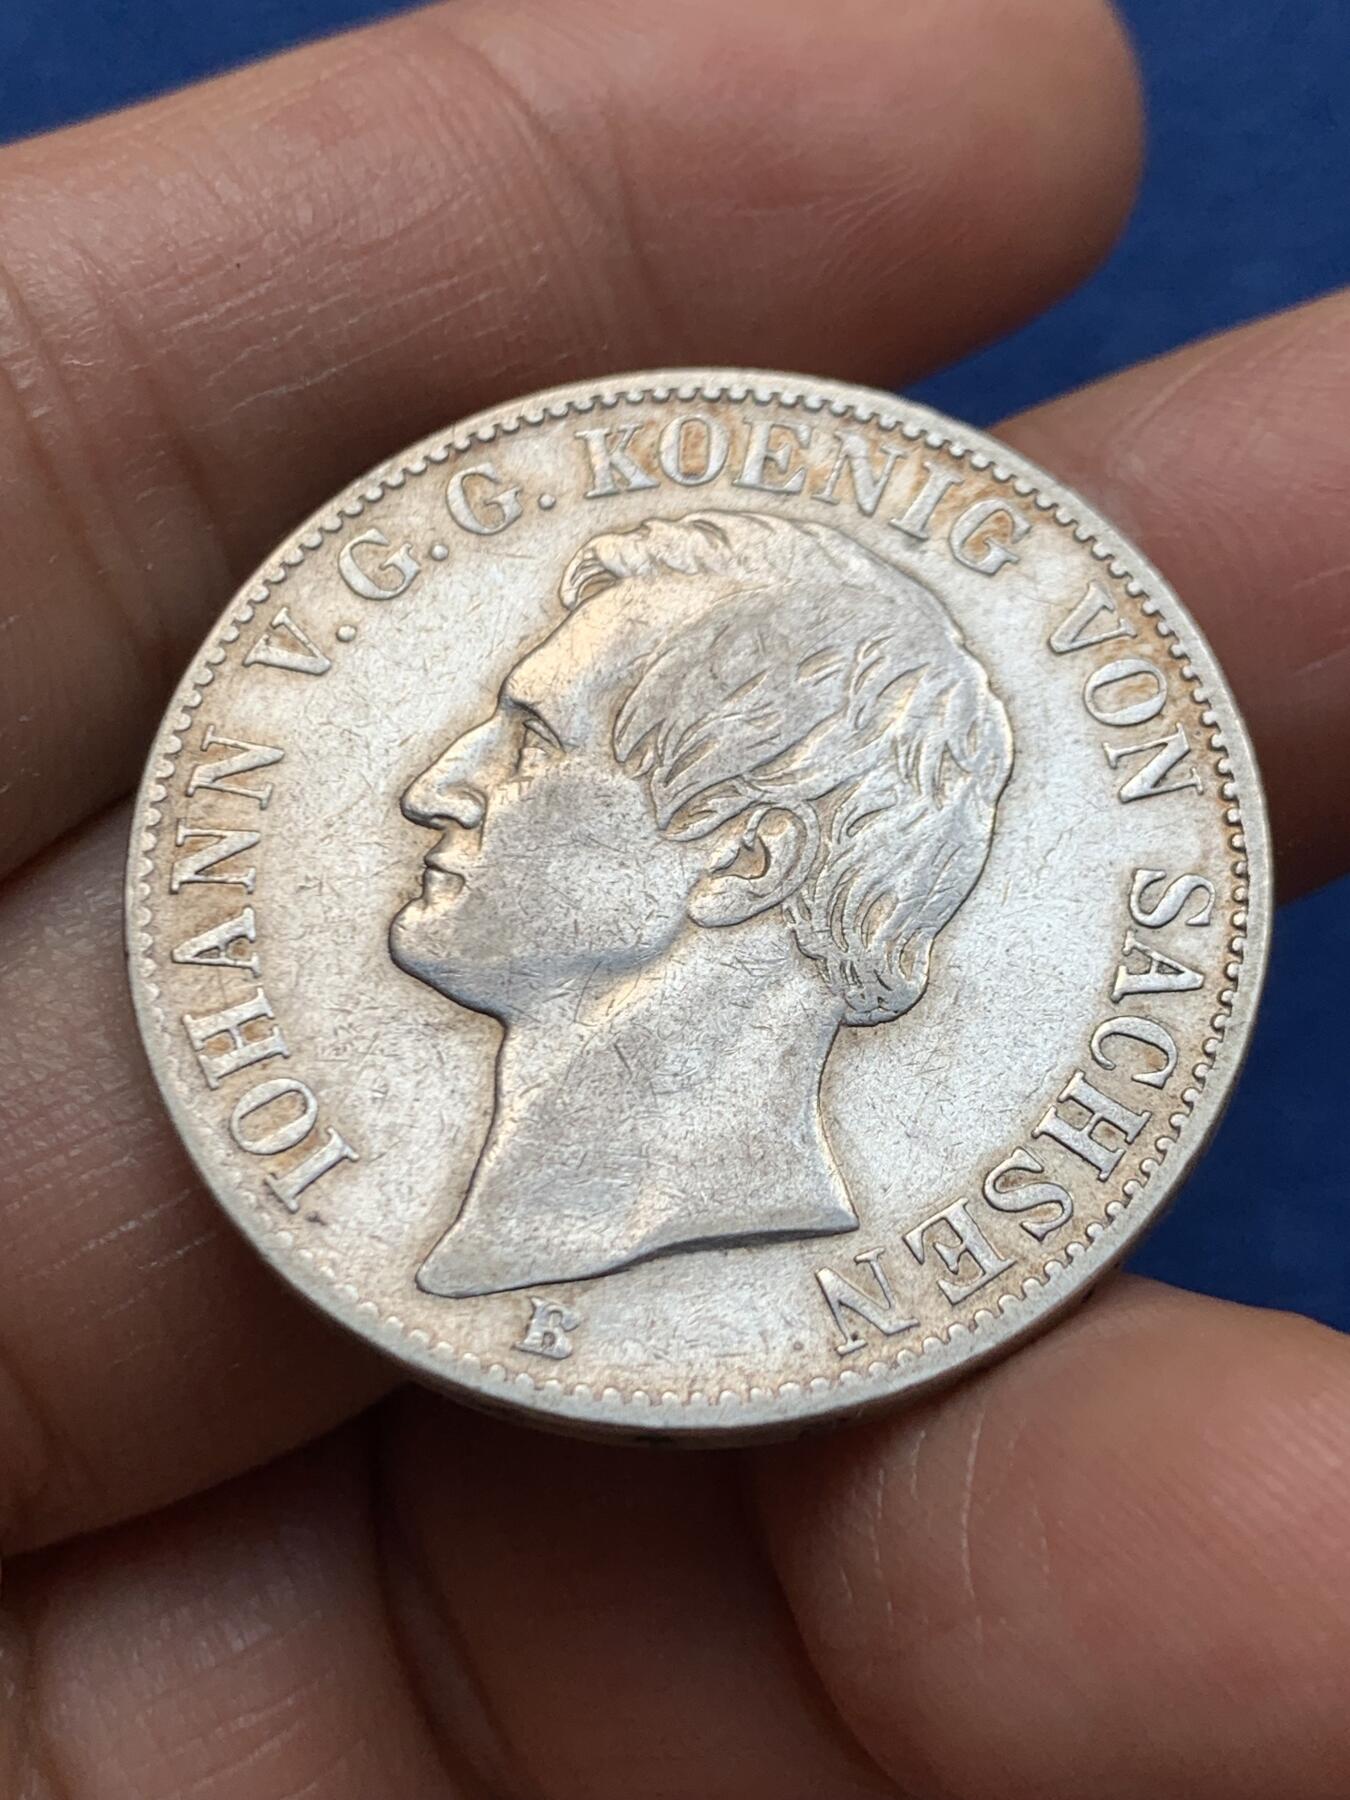 IOHANN V. G. G. KOENIG VON SACHSEN
B